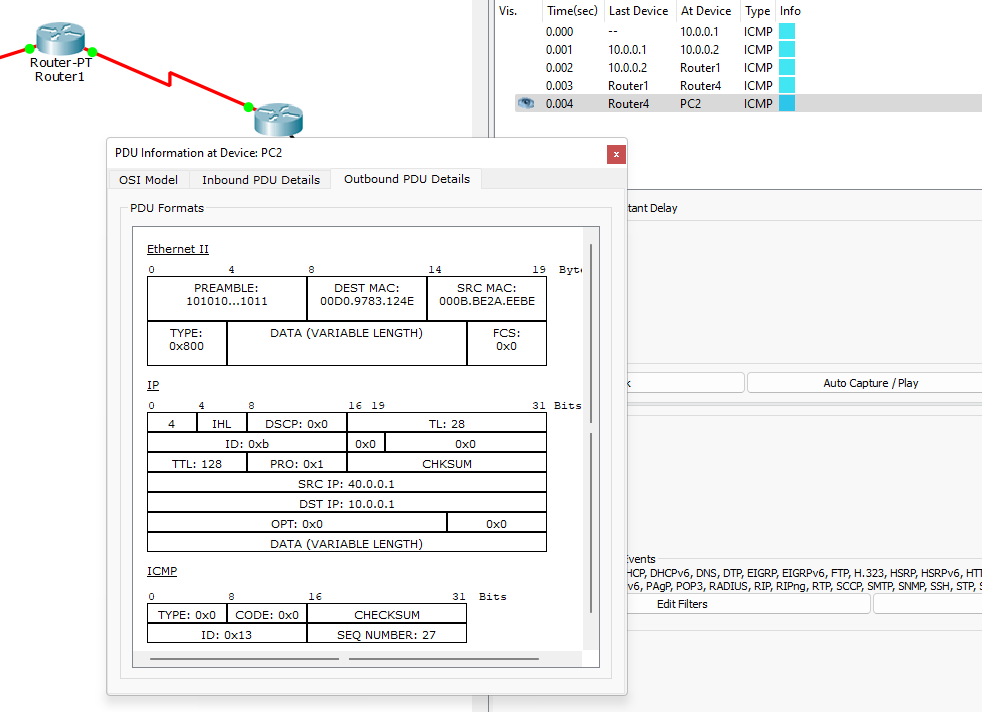 Router-PT
Router1
Vis. Time(sec) Last Device At Device Type Info
0.000 -- 10.0.0.1 ICMP
0.001 10.0.0.1 10.0.0.2 ICMP
0.002 10.0.0.2 Router1 ICMP
0.003 Router1 Router4 ICMP
0.004 Router4 PC2 ICMP
PDU Information at Device: PC2
x
OSI Model Inbound PDU Details Outbound PDU Details
PDU Formats
Ethernet II
0 4 8 14 19 Byte
PREAMBLE: DEST MAC: SRC MAC:
101010...1011 00D0.9783.124E 000B.BE2A.EEBE
TYPE: DATA (VARIABLE LENGTH) FCS:
0x800 0x0
IP
0 4 8 16 19 31 Bits
4 IHL DSCP: 0x0 TL: 28
ID: 0xb 0x0 0x0
TTL: 128 PRO: 0x1 CHKSUM
SRC IP: 40.0.0.1
DST IP: 10.0.0.1
OPT: 0x0 0x0
DATA (VARIABLE LENGTH)
ICMP
0 8 16 31 Bits
TYPE: 0x0 CODE: 0x0 CHECKSUM
ID: 0x13 SEQ NUMBER: 27
tant Delay
k Auto Capture / Play
Events
HCP, DHCPv6, DNS, DTP, EIGRP, EIGRPv6, FTP, H.323, HSRP, HSRPv6, HTT
v6, PAgP, POP3, RADIUS, RIP, RIPng, RTP, SCCP, SMTP, SNMP, SSH, STP, S
Edit Filters